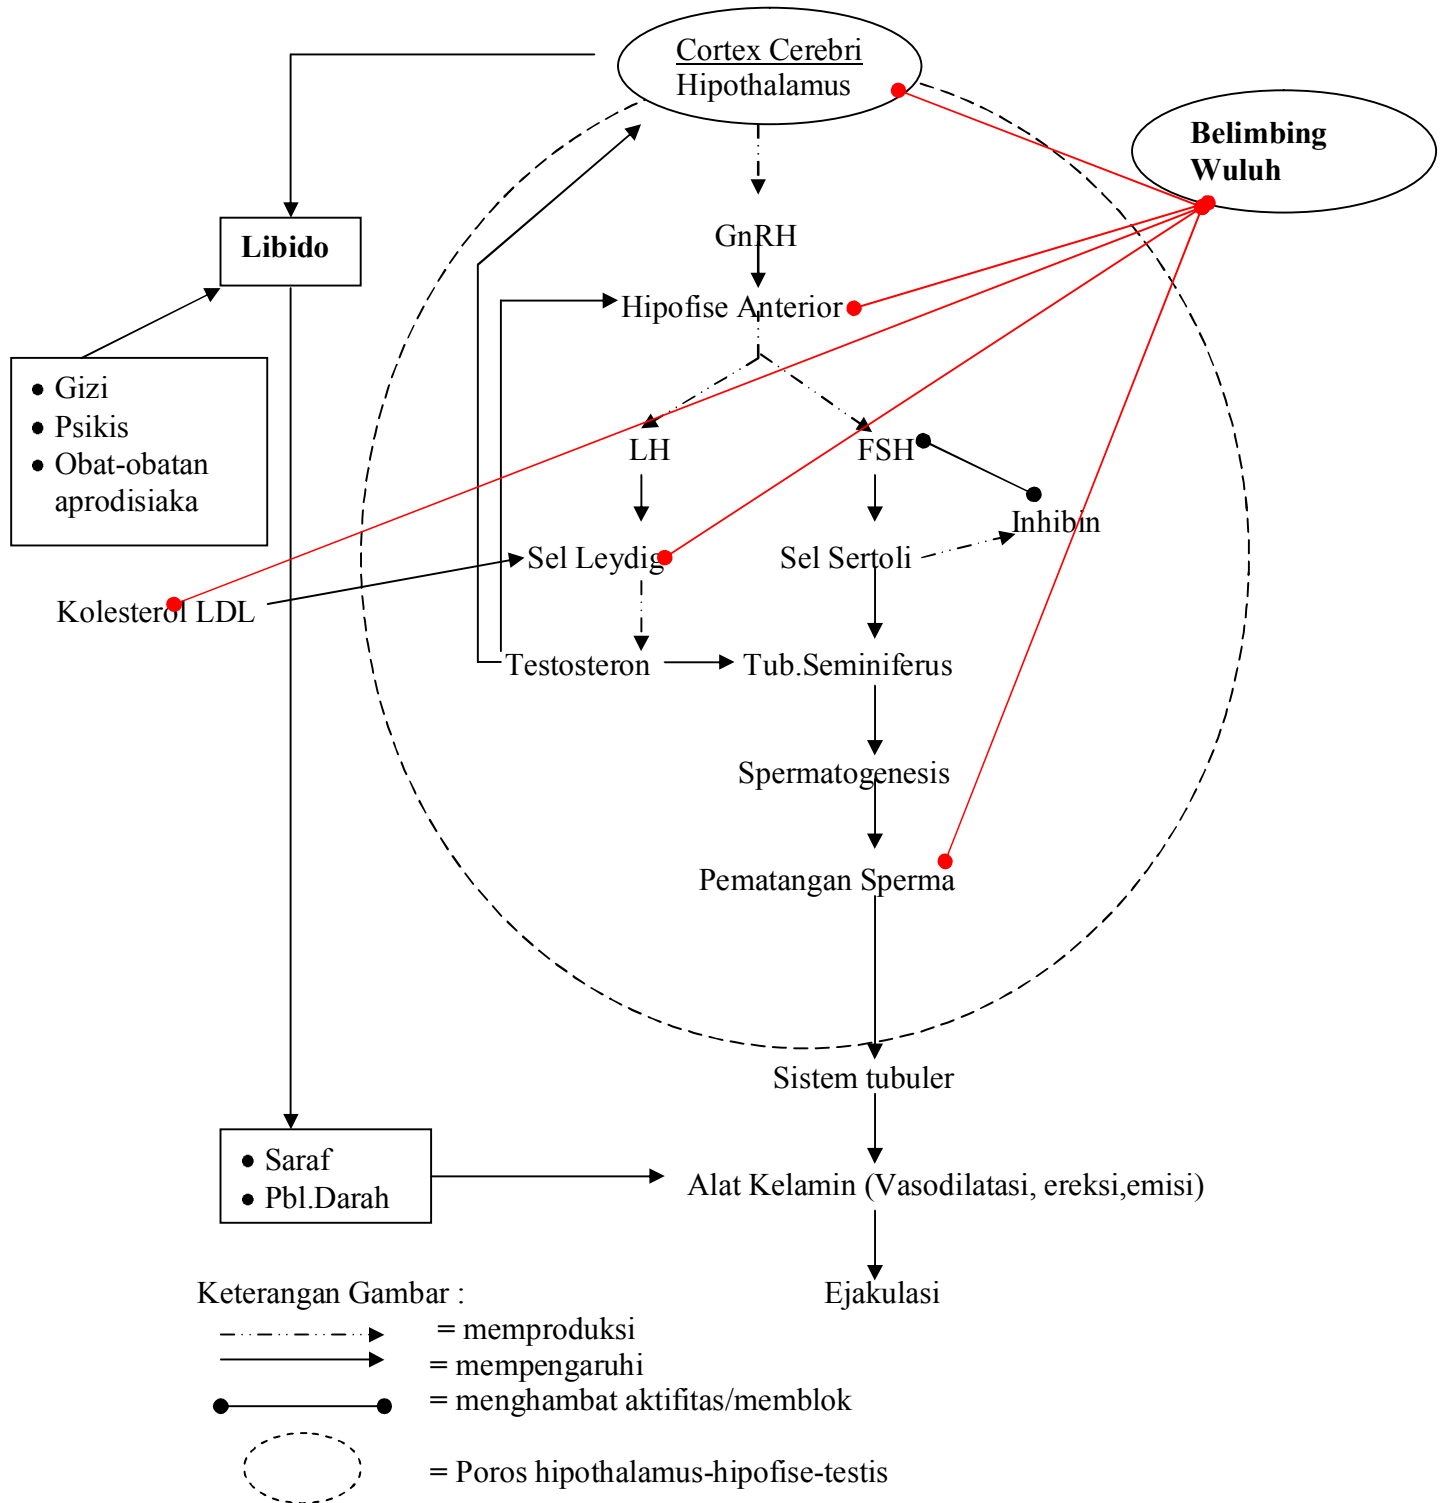 Cortex Cerebri
Hipothalamus
Belimbing
Wuluh
GnRH
Libido
Hipofise Anterior
Gizi
Psikis
Obat-obatan
aprodisiaka
LH
FSH
Inhibin
Sel Leydig
Sel Sertoli
Kolesterol LDL
Testosteron
Tub.Seminiferus
Spermatogenesis
Pematangan Sperma
Sistem tubuler
Saraf
Pbl.Darah
Alat Kelamin (Vasodilatasi, ereksi,emisi)
Ejakulasi
Keterangan Gambar :
= memproduksi
= mempengaruhi
= menghambat aktifitas/memblok
= Poros hipothalamus-hipofise-testis